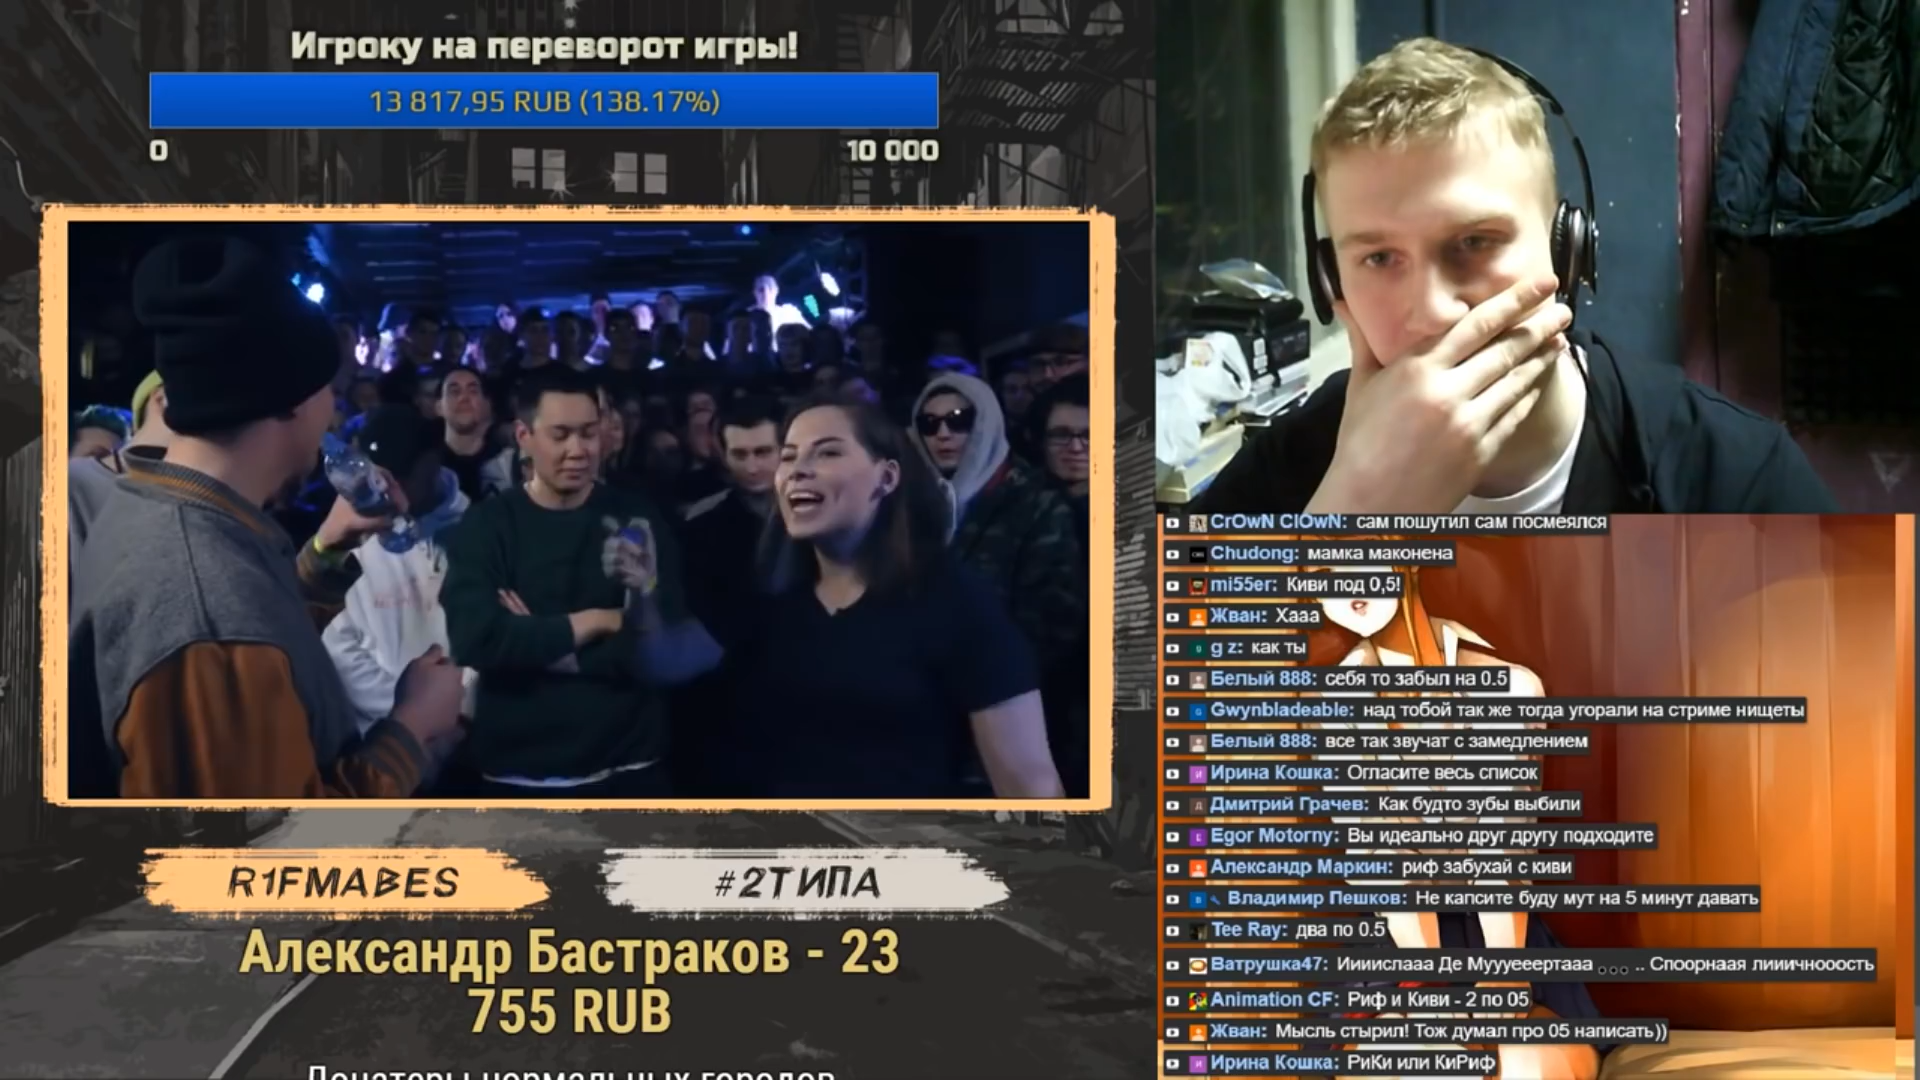 Игроку на переворот игры!
13 817,95 RUB (138.17%)
0
10 000
R1FMABES
#2ТИПА
Александр Бастраков - 23
755 RUB
Донатеры нормальных городов
CrOwN ClOwN: сам пошутил сам посмеялся
Chudong: мамка маконена
mi55er: Киви под 0,5!
Жван: Хааа
g z: как ты
Белый 888: себя то забыл на 0.5
Gwynbladeable: над тобой так же тогда угорали на стриме нищеты
Белый 888: все так звучат с замедлением
Ирина Кошка: Огласите весь список
Дмитрий Грачев: Как будто зубы выбили
Egor Motorny: Вы идеально друг другу подходите
Александр Маркин: риф забухай с киви
Владимир Пешков: Не капсите буду мут на 5 минут давать
Tee Ray: два по 0.5
Ватрушка47: Иииислааа Де Муууееертааа ... .. Споорнаая лииичнооость
Animation CF: Риф и Киви - 2 по 05
Жван: Мысль стырил! Тож думал про 05 написать))
Ирина Кошка: РиКи или КиРиф